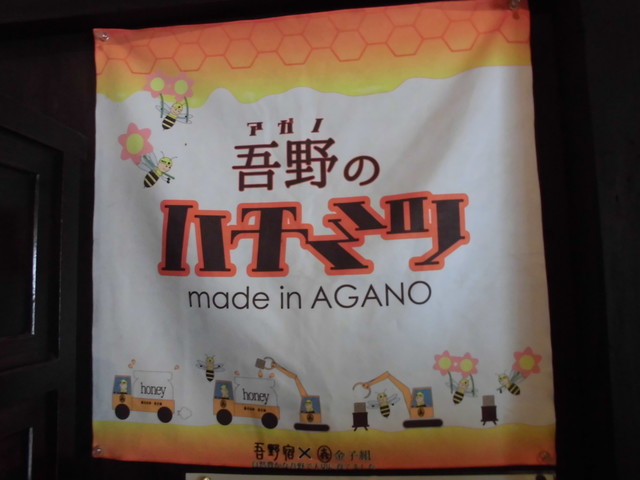 アガノ
吾野の
ハチミツ
made in AGANO
honey
honey
吾野宿×金子組